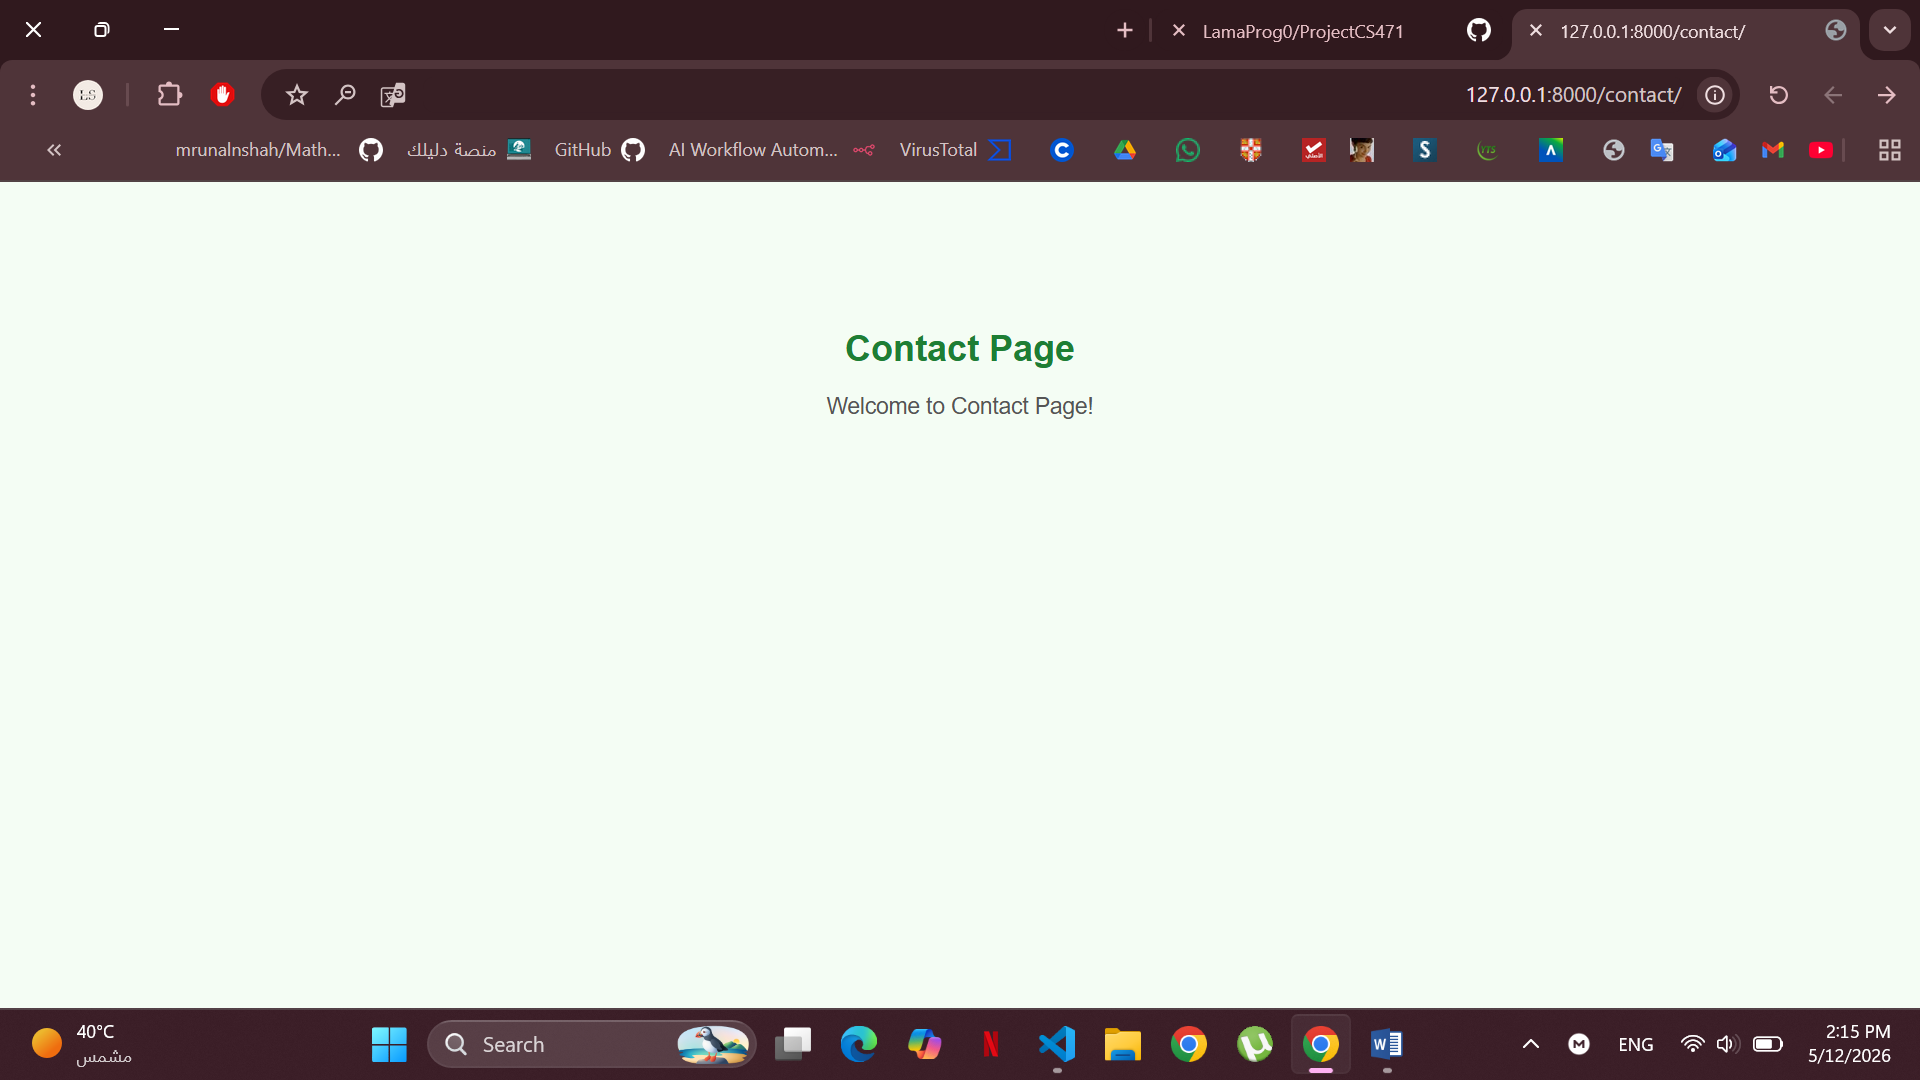 LamaProg0/ProjectCS471
127.0.0.1:8000/contact/
127.0.0.1:8000/contact/
mrunalnshah/Math...
منصة دليلك
GitHub
AI Workflow Autom...
VirusTotal
Contact Page
Welcome to Contact Page!
40°C
مشمس
Search
ENG
2:15 PM
5/12/2026